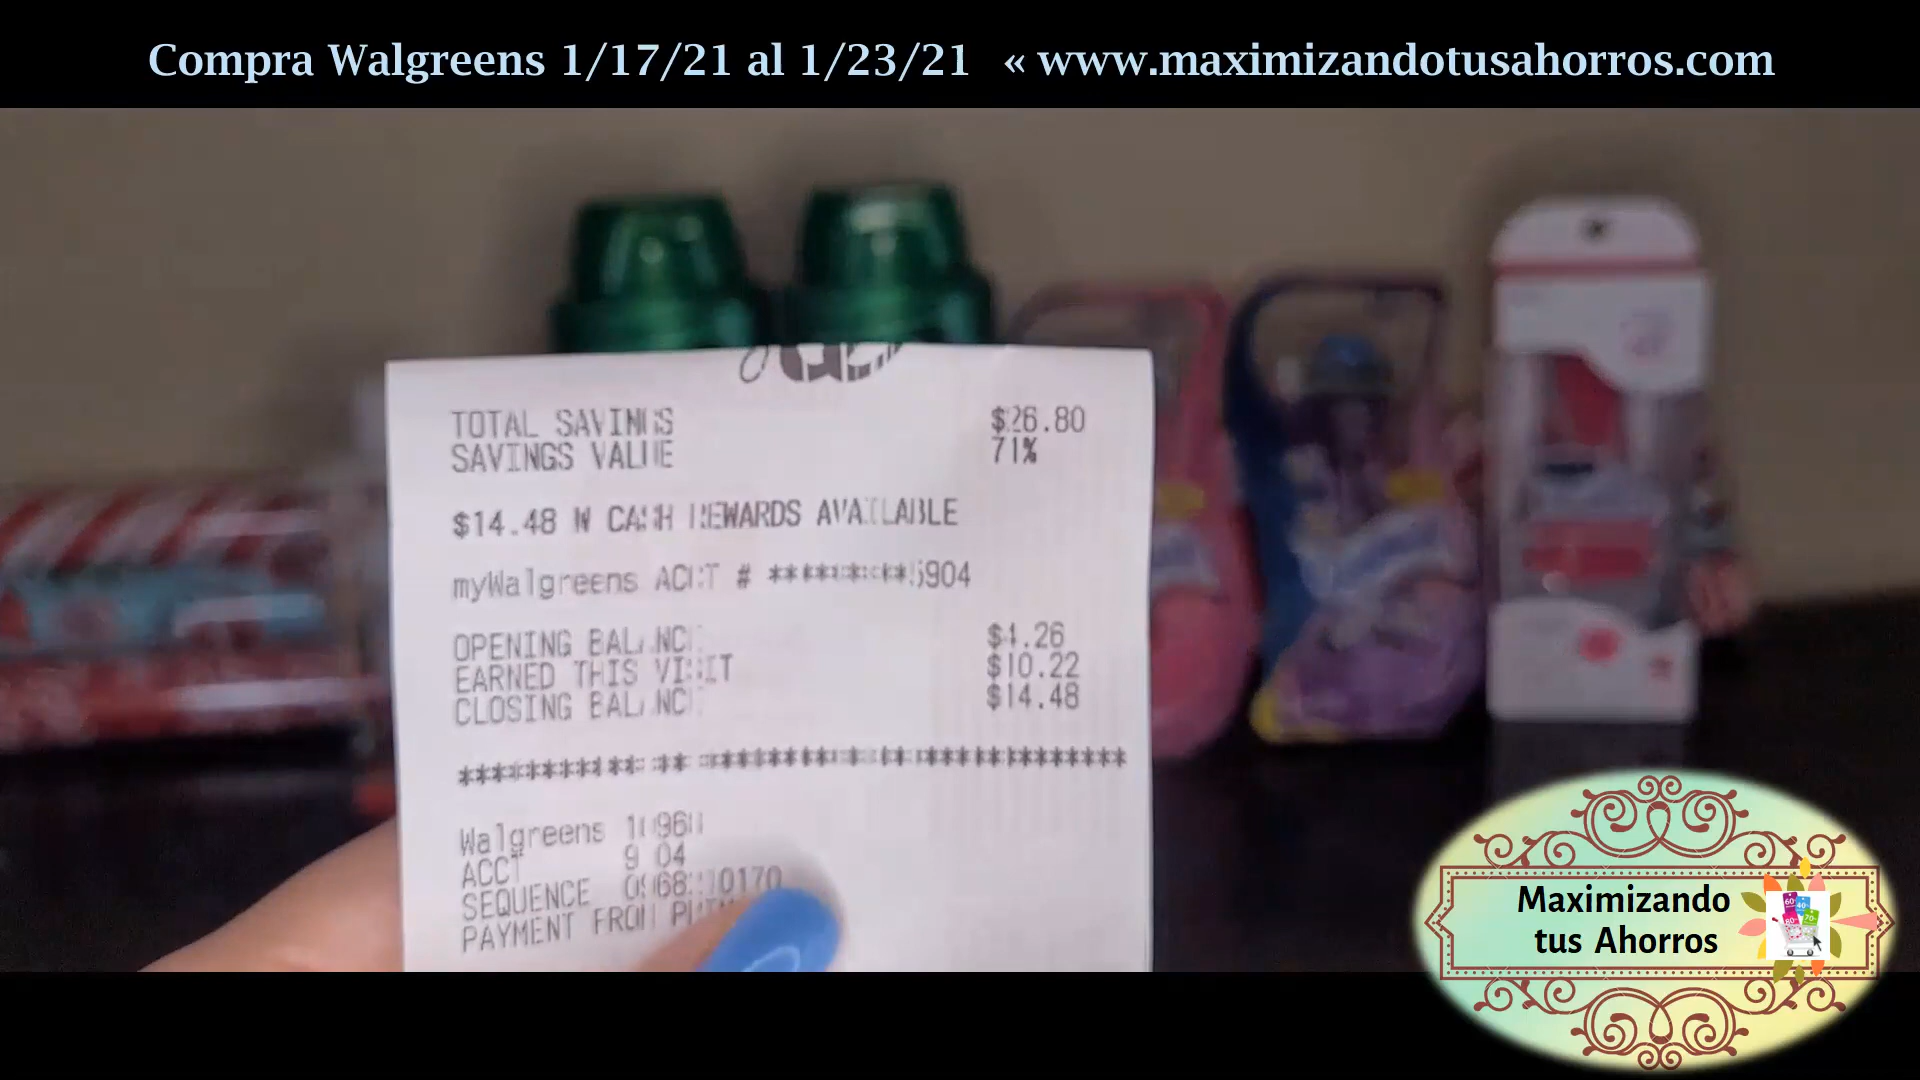 Compra Walgreens 1/17/21 al 1/23/21 « www.maximizandotusahorros.com
TOTAL SAVINGS $26.80
SAVINGS VALUE 71%
$14.48 W CASH REWARDS AVAILABLE
myWalgreens ACCT # *********5904
OPENING BALANCE $4.26
EARNED THIS VISIT $10.22
CLOSING BALANCE $14.48
****************************************
Walgreens
ACCT
SEQUENCE
PAYMENT FROM
Maximizando
tus Ahorros